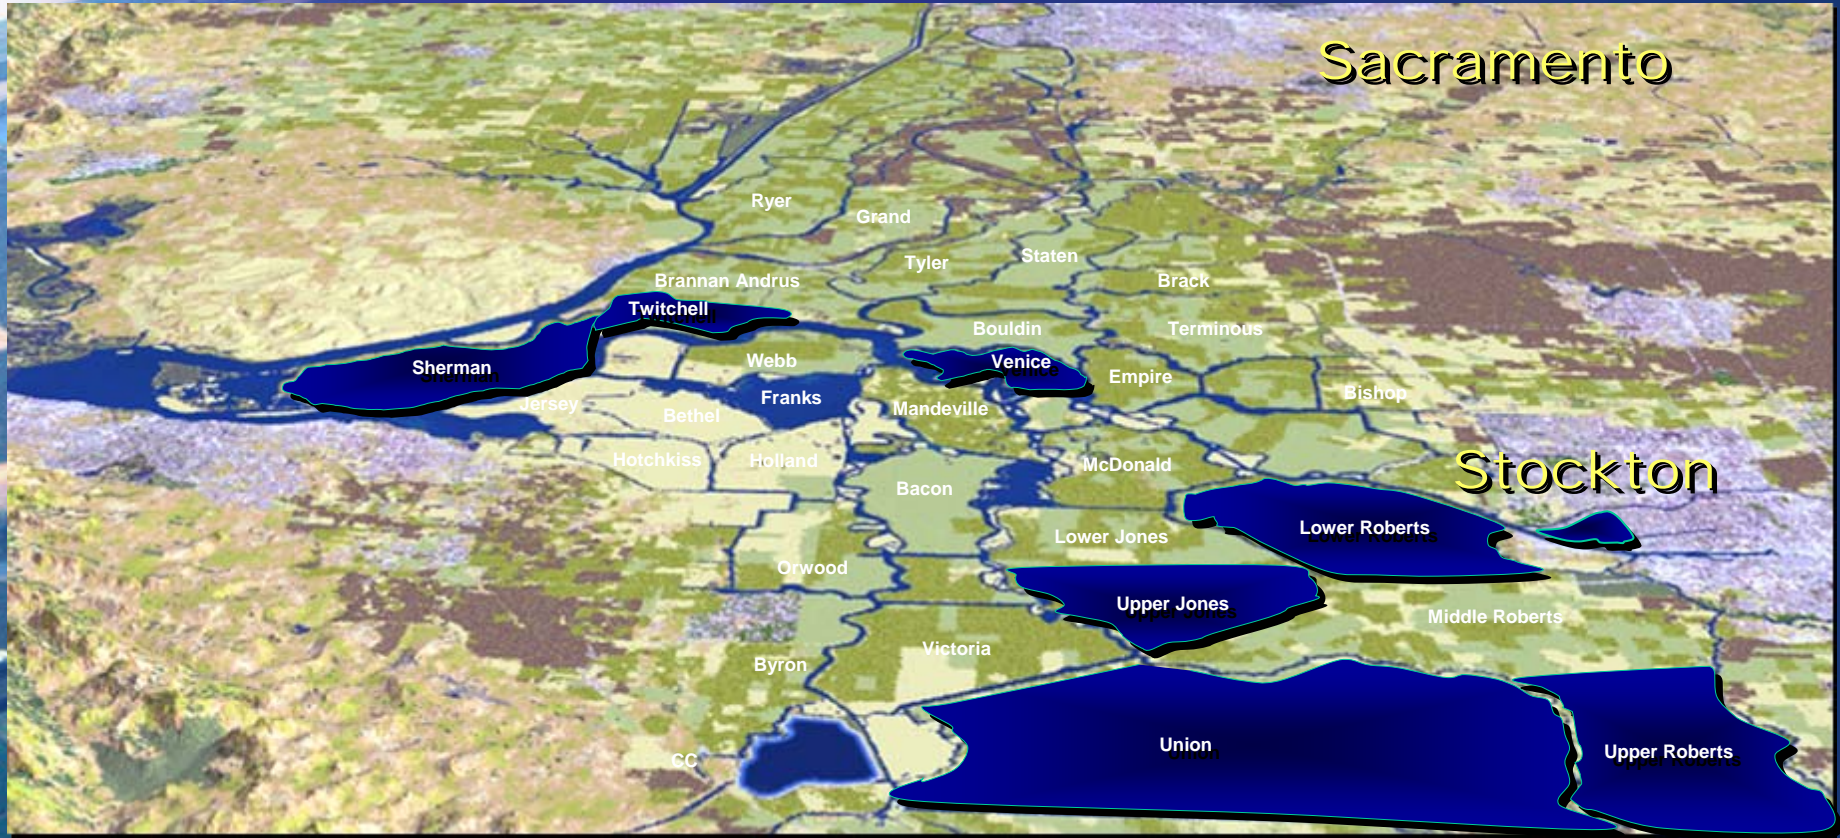 Sacramento
Ryer
Grand
Tyler
Staten
Brannan Andrus
Brack
Twitchell
Bouldin
Terminous
Sherman
Webb
Venice
Empire
Franks
Bishop
Jersey
Bethel
Mandeville
Hotchkiss
Holland
McDonald
Stockton
Bacon
Lower Jones
Lower Roberts
Orwood
Upper Jones
Middle Roberts
Victoria
Byron
Union
Upper Roberts
CC